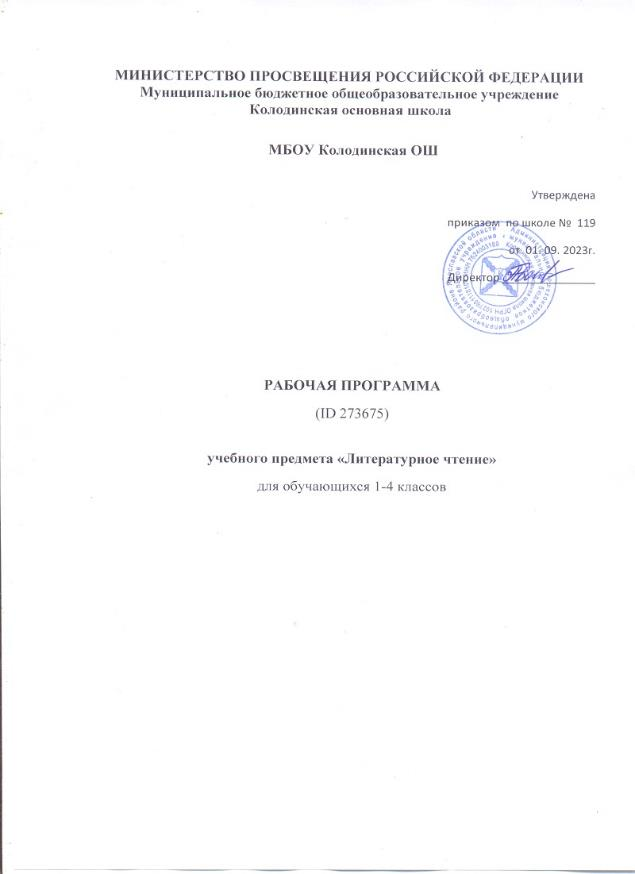 МИНИСТЕРСТВО ПРОСВЕЩЕНИЯ РОССИЙСКОЙ ФЕДЕРАЦИИ
Муниципальное бюджетное общеобразовательное учреждение
Колодинская основная школа
МБОУ Колодинская ОШ
Утверждена
приказом по школе № 119
от 01. 09. 2023г.
Директор
РАБОЧАЯ ПРОГРАММА
(ID 273675)
учебного предмета «Литературное чтение»
для обучающихся 1-4 классов